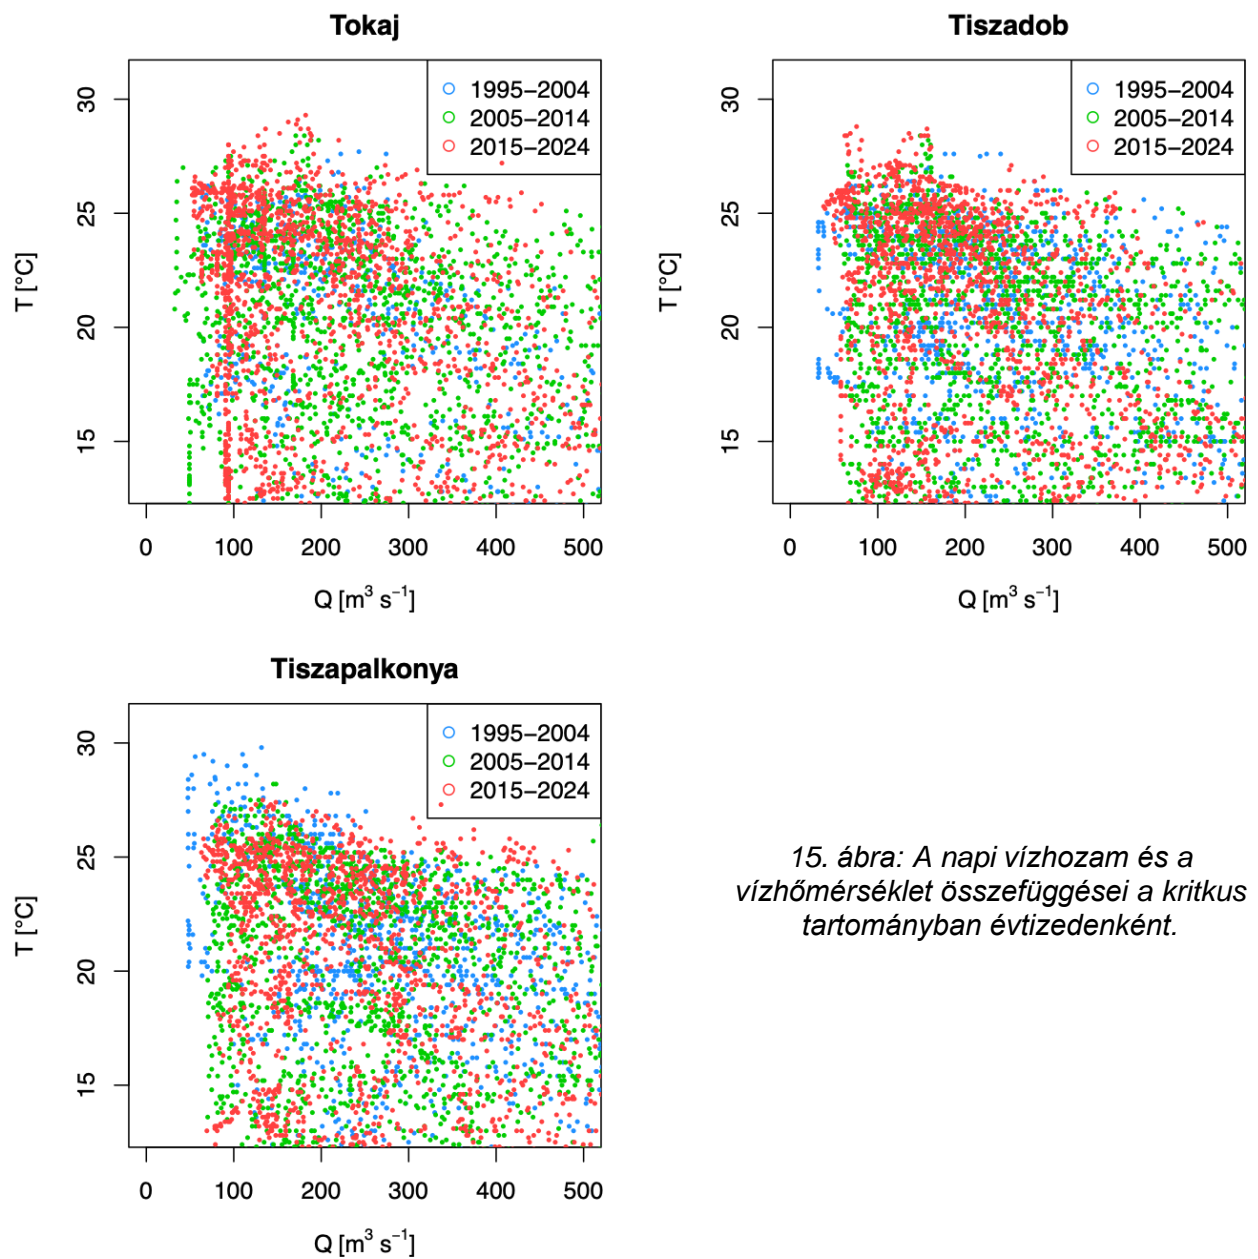 Tokaj
T [°C]
30
25
20
15
1995−2004
2005−2014
2015−2024
0 100 200 300 400 500
Q [m³ s⁻¹]
Tiszadob
T [°C]
30
25
20
15
1995−2004
2005−2014
2015−2024
0 100 200 300 400 500
Q [m³ s⁻¹]
Tiszapalkonya
T [°C]
30
25
20
15
1995−2004
2005−2014
2015−2024
0 100 200 300 400 500
Q [m³ s⁻¹]
15. ábra: A napi vízhozam és a
vízhőmérséklet összefüggései a kritkus
tartományban évtizedenként.